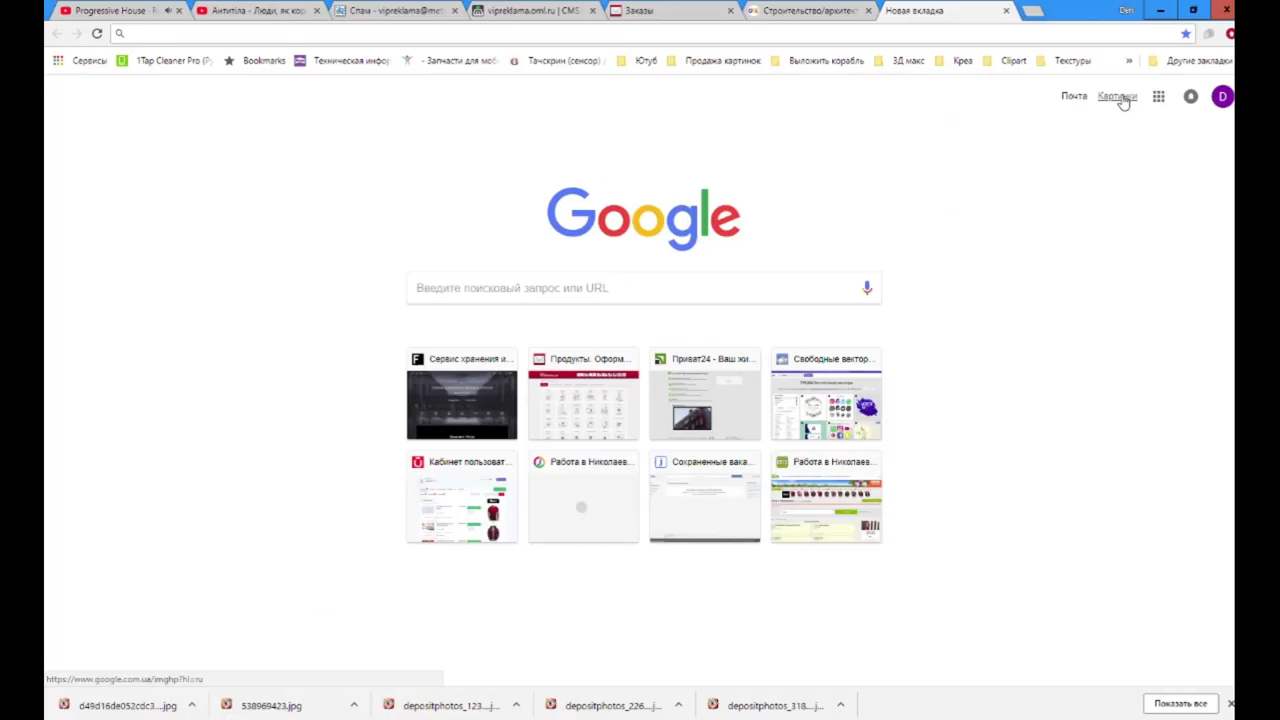 Progressive House - R
Антитіла - Люди, як кор
Спам - vipreklama@met
vipreklama.oml.ru | CMS
Заказы
Строительство/архитек
Новая вкладка
Den
Сервисы
1Tap Cleaner Pro (Ру
Bookmarks
Техническая инфор
- Запчасти для моб
Тачскрин (сенсор)
Ютуб
Продажа картинок
Выложить корабль
3Д макс
Креа
Clipart
Текстуры
»
Другие закладки
Почта
Картинки
D
Google
Введите поисковый запрос или URL
Сервис хранения и...
Продукты. Оформ...
Приват24 - Ваш жи...
Свободные вектор...
Кабинет пользоват...
Работа в Николаев...
Сохраненные вака...
Работа в Николаев...
https://www.google.com.ua/imghp?hl=ru
d49d16de052cdc3....jpg
538969423.jpg
depositphotos_123....j...
depositphotos_226....j...
depositphotos_318....j...
Показать все